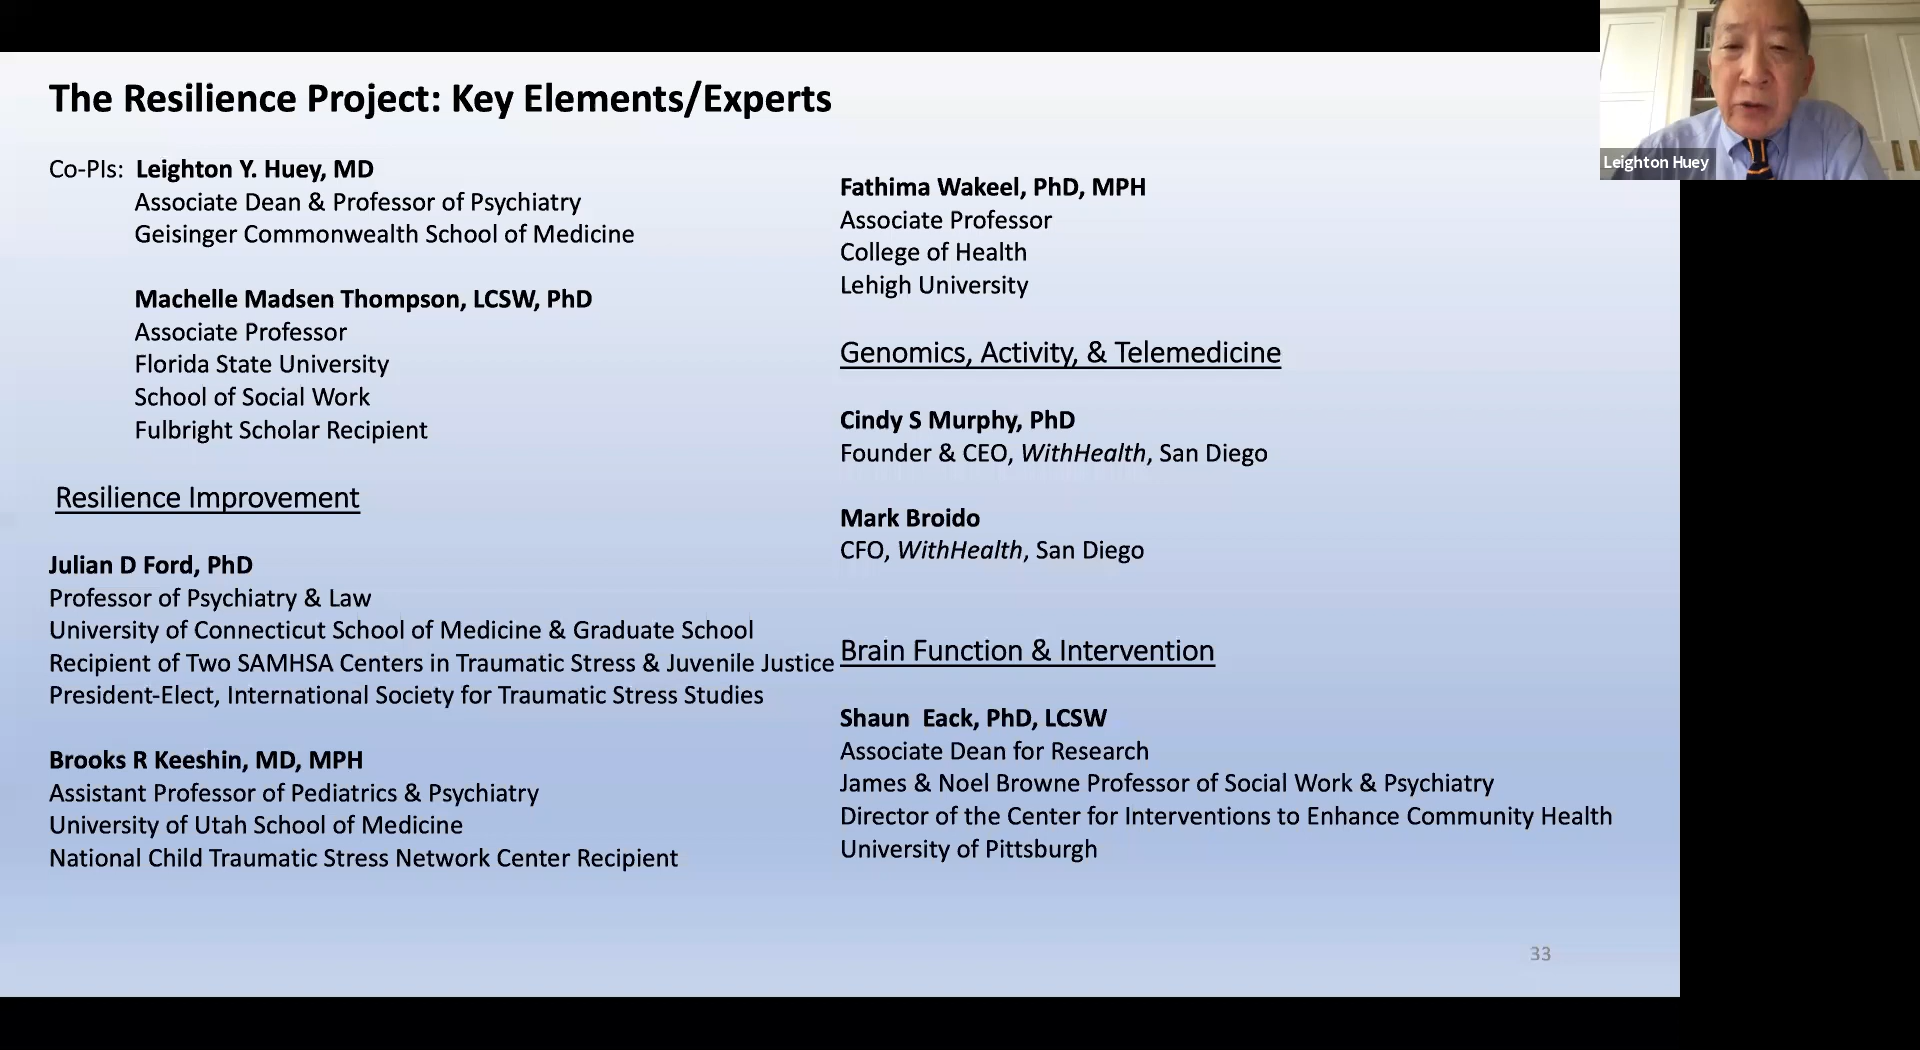 The Resilience Project: Key Elements/Experts
Co-PIs: Leighton Y. Huey, MD
Associate Dean & Professor of Psychiatry
Geisinger Commonwealth School of Medicine
Machelle Madsen Thompson, LCSW, PhD
Associate Professor
Florida State University
School of Social Work
Fulbright Scholar Recipient
Resilience Improvement
Julian D Ford, PhD
Professor of Psychiatry & Law
University of Connecticut School of Medicine & Graduate School
Recipient of Two SAMHSA Centers in Traumatic Stress & Juvenile Justice
President-Elect, International Society for Traumatic Stress Studies
Brooks R Keeshin, MD, MPH
Assistant Professor of Pediatrics & Psychiatry
University of Utah School of Medicine
National Child Traumatic Stress Network Center Recipient
Fathima Wakeel, PhD, MPH
Associate Professor
College of Health
Lehigh University
Genomics, Activity, & Telemedicine
Cindy S Murphy, PhD
Founder & CEO, WithHealth, San Diego
Mark Broido
CFO, WithHealth, San Diego
Brain Function & Intervention
Shaun  Eack, PhD, LCSW
Associate Dean for Research
James & Noel Browne Professor of Social Work & Psychiatry
Director of the Center for Interventions to Enhance Community Health
University of Pittsburgh
33
Leighton Huey